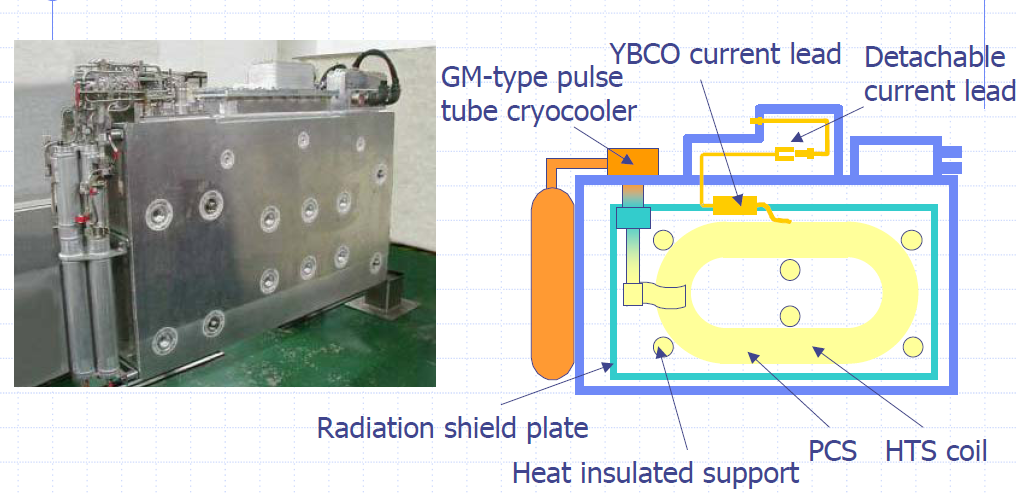 YBCO current lead
Detachable
current lead
GM-type pulse
tube cryocooler
Radiation shield plate
Heat insulated support
PCS
HTS coil